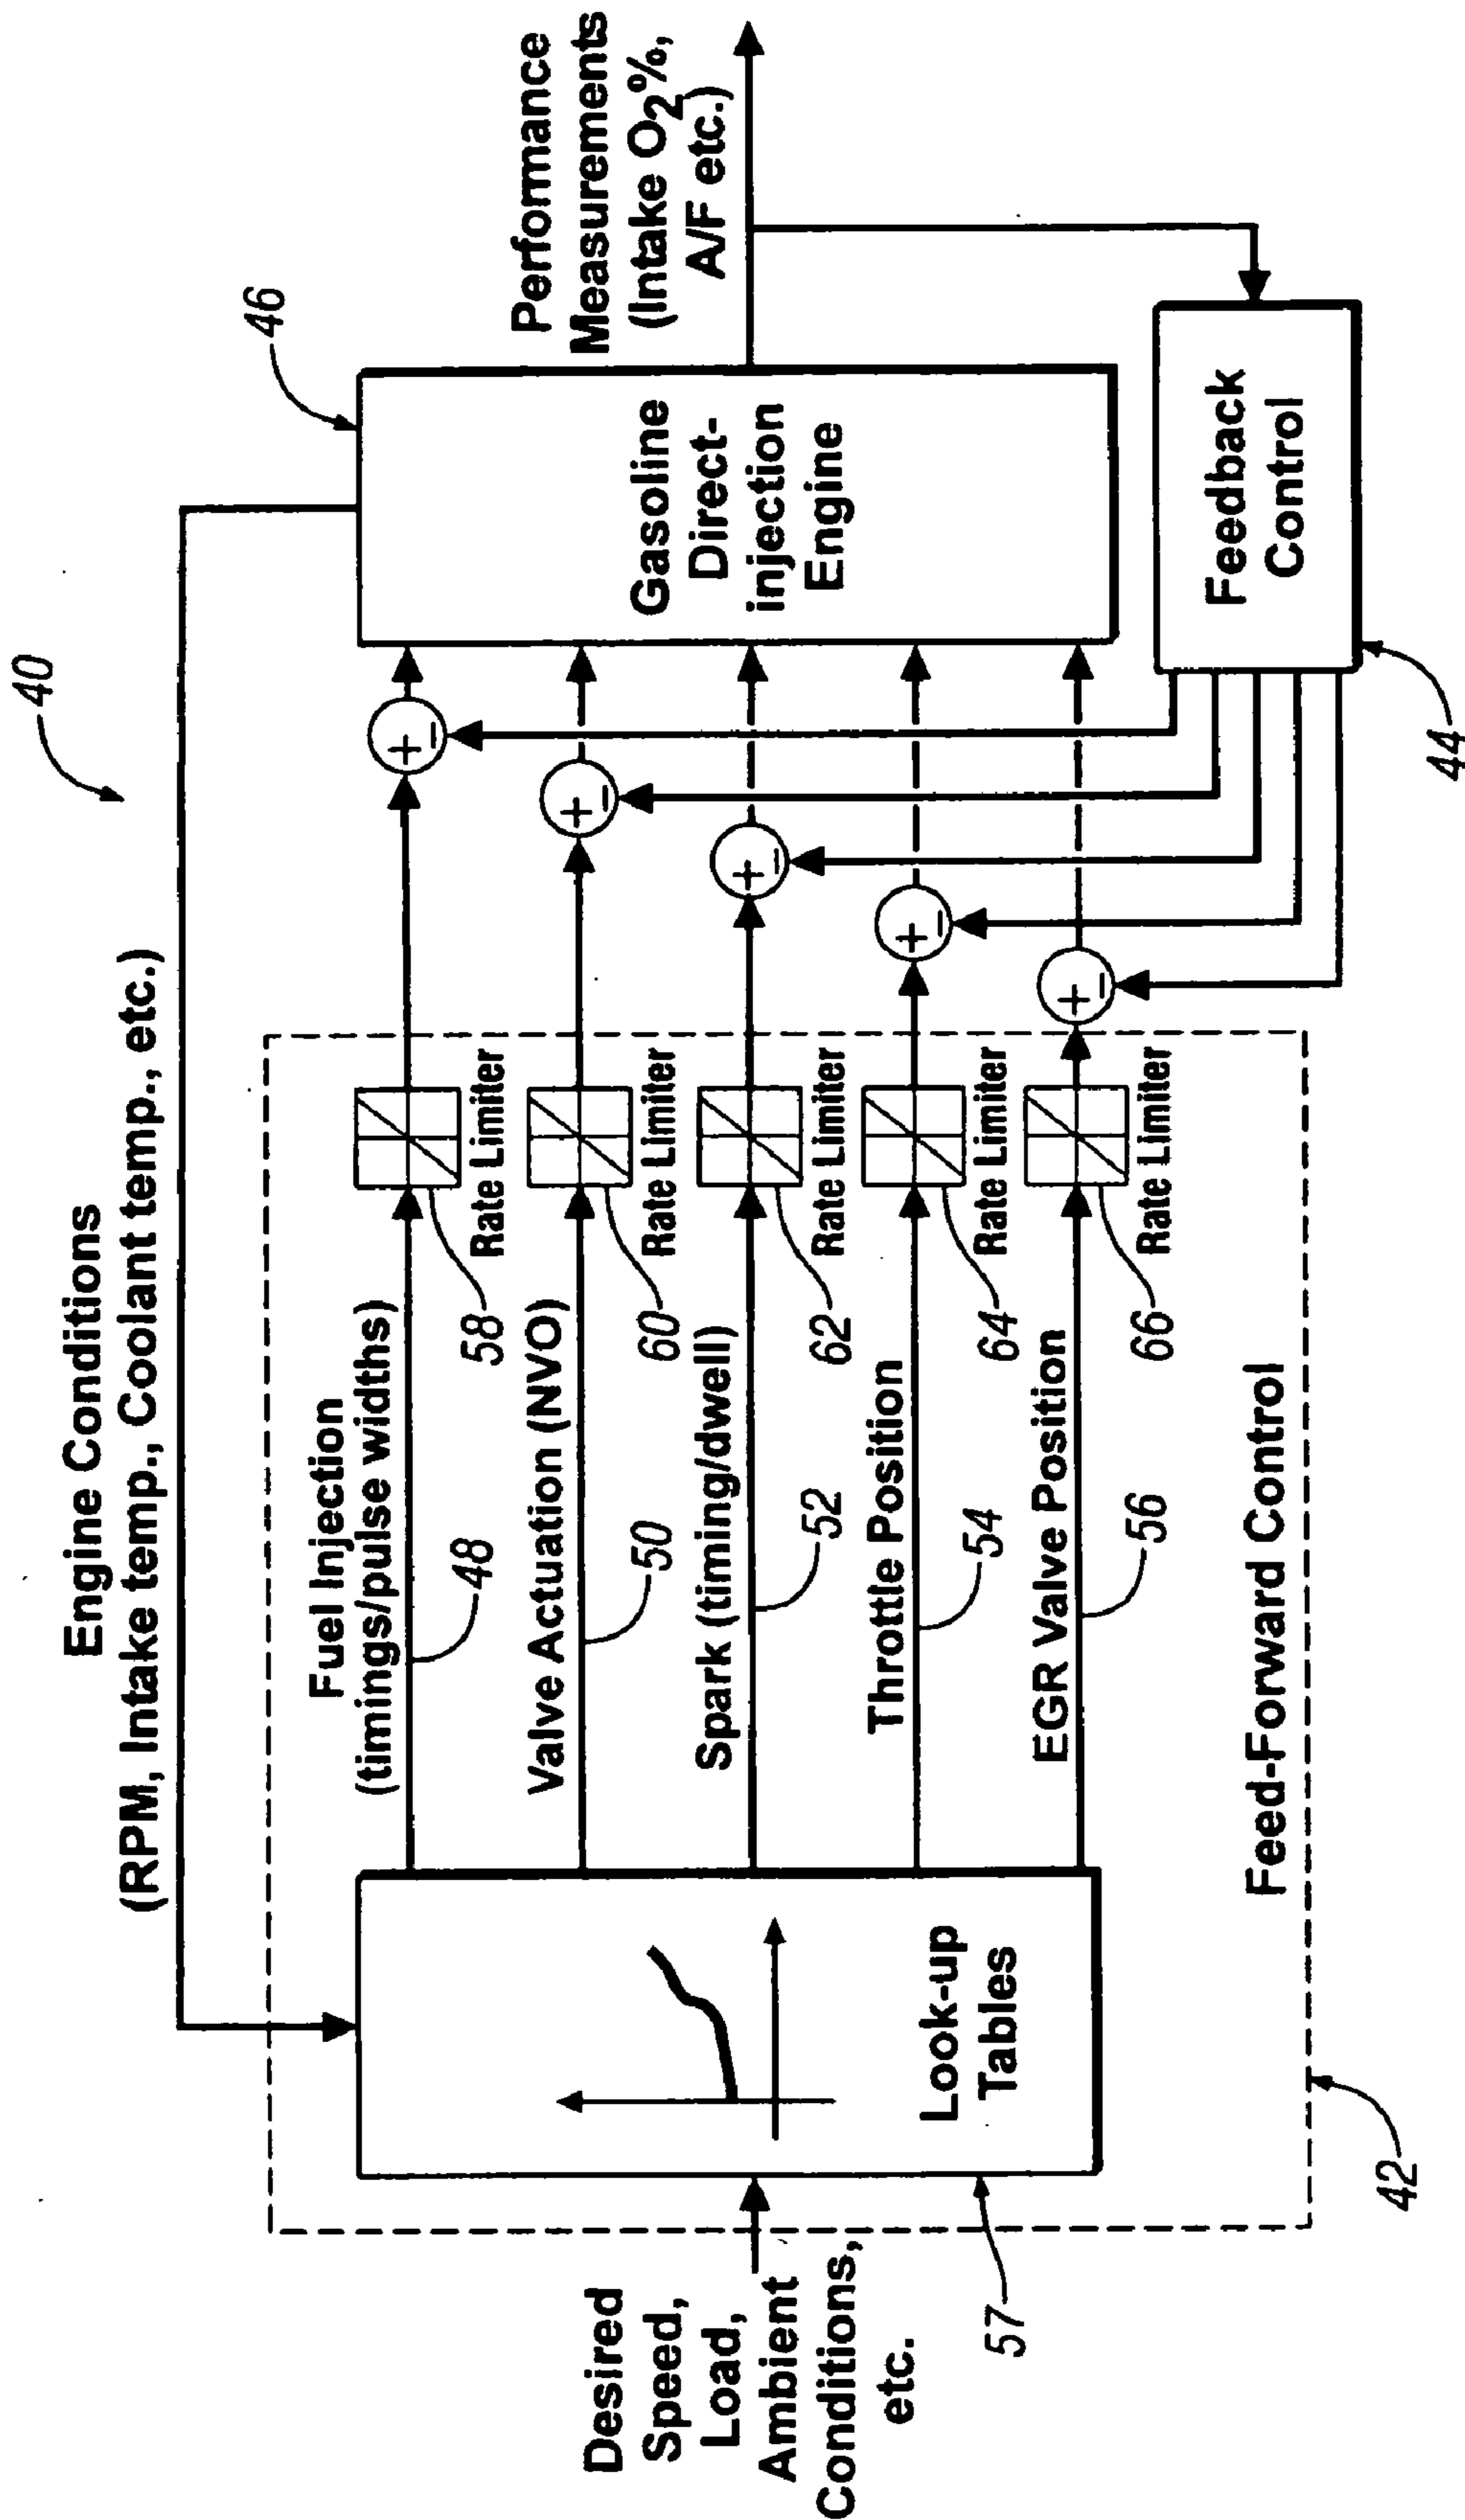 40
Engine Conditions
(RPM, Intake temp., Coolant temp., etc.)
46
Performance
Measurements
(Intake O2%,
A/F etc.)
Desired
Speed,
Load,
Ambient
Conditions,
etc.
57
Look-up
Tables
Fuel Injection
(timings/pulse widths)
48
58
Rate Limiter
Valve Actuation (NVO)
50
60
Rate Limiter
Spark (timing/dwell)
52
62
Rate Limiter
Throttle Position
54
64
Rate Limiter
EGR Valve Position
56
66
Rate Limiter
+
−
+
−
+
−
+
−
+
−
Gasoline
Direct-
injection
Engine
Feed-Forward Control
42
Feedback
Control
44